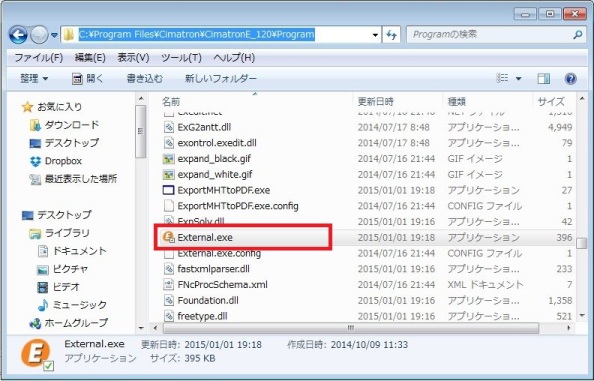 C:¥Program Files¥Cimatron¥CimatronE_120¥Program
Programの検索
ファイル(F) 編集(E) 表示(V) ツール(T) ヘルプ(H)
整理 開く 書き込む 新しいフォルダー
お気に入り
ダウンロード
デスクトップ
Dropbox
最近表示した場所
デスクトップ
ライブラリ
ドキュメント
ピクチャ
ビデオ
ミュージック
ホームグループ
名前 更新日時 種類 サイズ
ExG2antt.dll 2014/07/17 8:48 アプリケーショ... 4,949
exontrol.exedit.dll 2014/07/17 8:48 アプリケーショ... 79
expand_black.gif 2014/07/16 21:44 GIF イメージ 1
expand_white.gif 2014/07/16 21:44 GIF イメージ 1
ExportMHTtoPDF.exe 2015/01/01 19:18 アプリケーション 27
ExportMHTtoPDF.exe.config 2014/07/16 21:44 CONFIG ファイル 1
ExpSolv.dll 2015/01/01 19:18 アプリケーショ... 42
External.exe 2015/01/01 19:18 アプリケーション 396
External.exe.config 2014/07/16 21:44 CONFIG ファイル 1
fastxmlparser.dll 2015/01/01 19:18 アプリケーショ... 233
FNcProcSchema.xml 2014/07/16 21:44 XML ドキュメント 7
Foundation.dll 2015/01/01 19:18 アプリケーショ... 1,358
freetype.dll 2015/01/01 19:18 アプリケーショ... 521
External.exe 更新日時: 2015/01/01 19:18 作成日時: 2014/10/09 11:33
アプリケーション サイズ: 395 KB